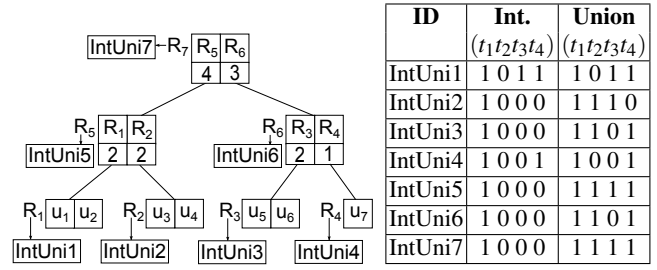 IntUni7 R₇ R₅ R₆
4 3
R₅ R₁ R₂ R₆ R₃ R₄
IntUni5 2 2 IntUni6 2 1
R₁ u₁ u₂ R₂ u₃ u₄ R₃ u₅ u₆ R₄ u₇
IntUni1 IntUni2 IntUni3 IntUni4
ID Int. Union
(t₁t₂t₃t₄) (t₁t₂t₃t₄)
IntUni1 1 0 1 1 1 0 1 1
IntUni2 1 0 0 0 1 1 1 0
IntUni3 1 0 0 0 1 1 0 1
IntUni4 1 0 0 1 1 0 0 1
IntUni5 1 0 0 0 1 1 1 1
IntUni6 1 0 0 0 1 1 0 1
IntUni7 1 0 0 0 1 1 1 1